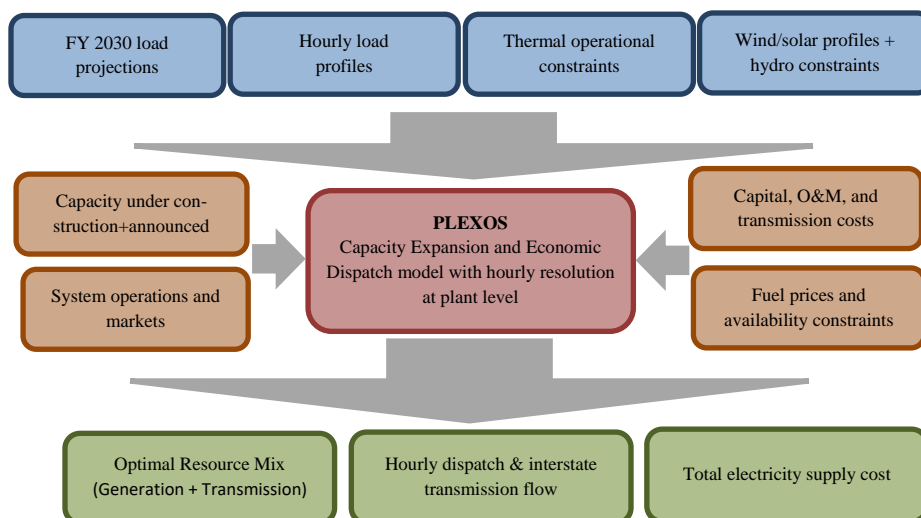 FY 2030 load
projections
Hourly load
profiles
Thermal operational
constraints
Wind/solar profiles +
hydro constraints
Capacity under con-
struction+announced
System operations and
markets
PLEXOS
Capacity Expansion and Economic
Dispatch model with hourly resolution
at plant level
Capital, O&M, and
transmission costs
Fuel prices and
availability constraints
Optimal Resource Mix
(Generation + Transmission)
Hourly dispatch & interstate
transmission flow
Total electricity supply cost